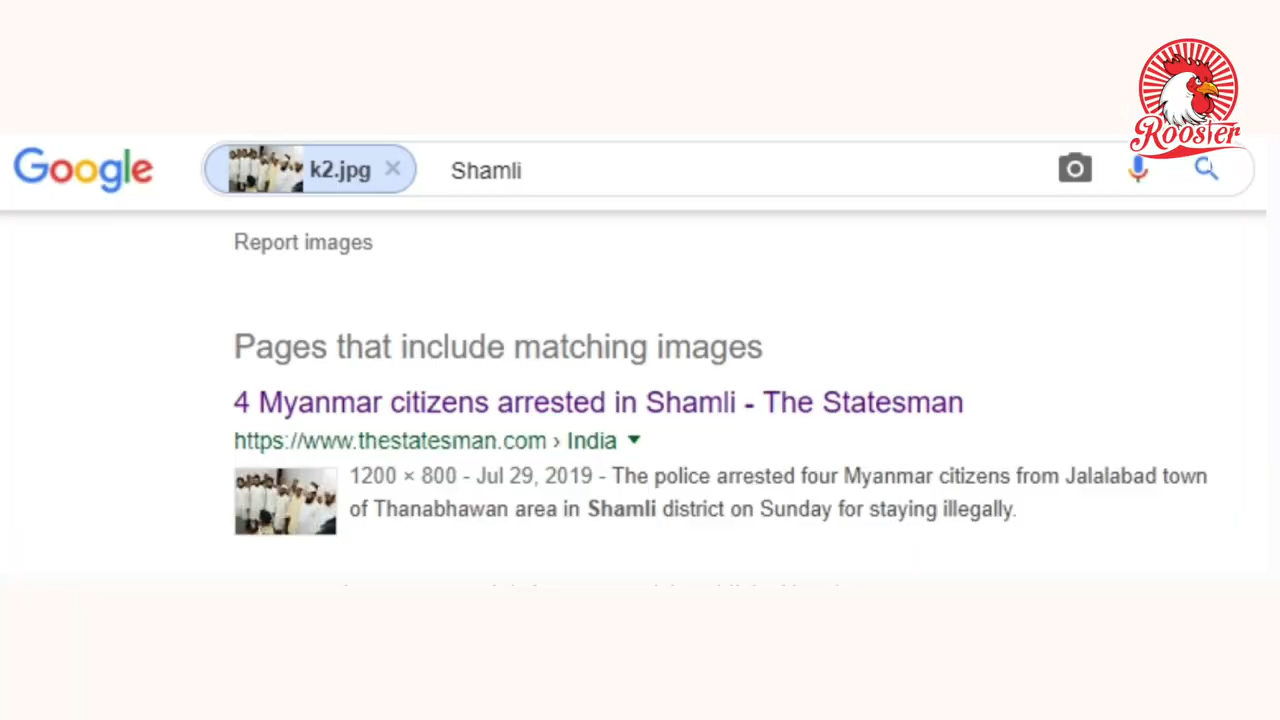 Rooster
Google
k2.jpg × Shamli
Report images
Pages that include matching images
4 Myanmar citizens arrested in Shamli - The Statesman
https://www.thestatesman.com › India
1200 × 800 - Jul 29, 2019 - The police arrested four Myanmar citizens from Jalalabad town
of Thanabhawan area in Shamli district on Sunday for staying illegally.